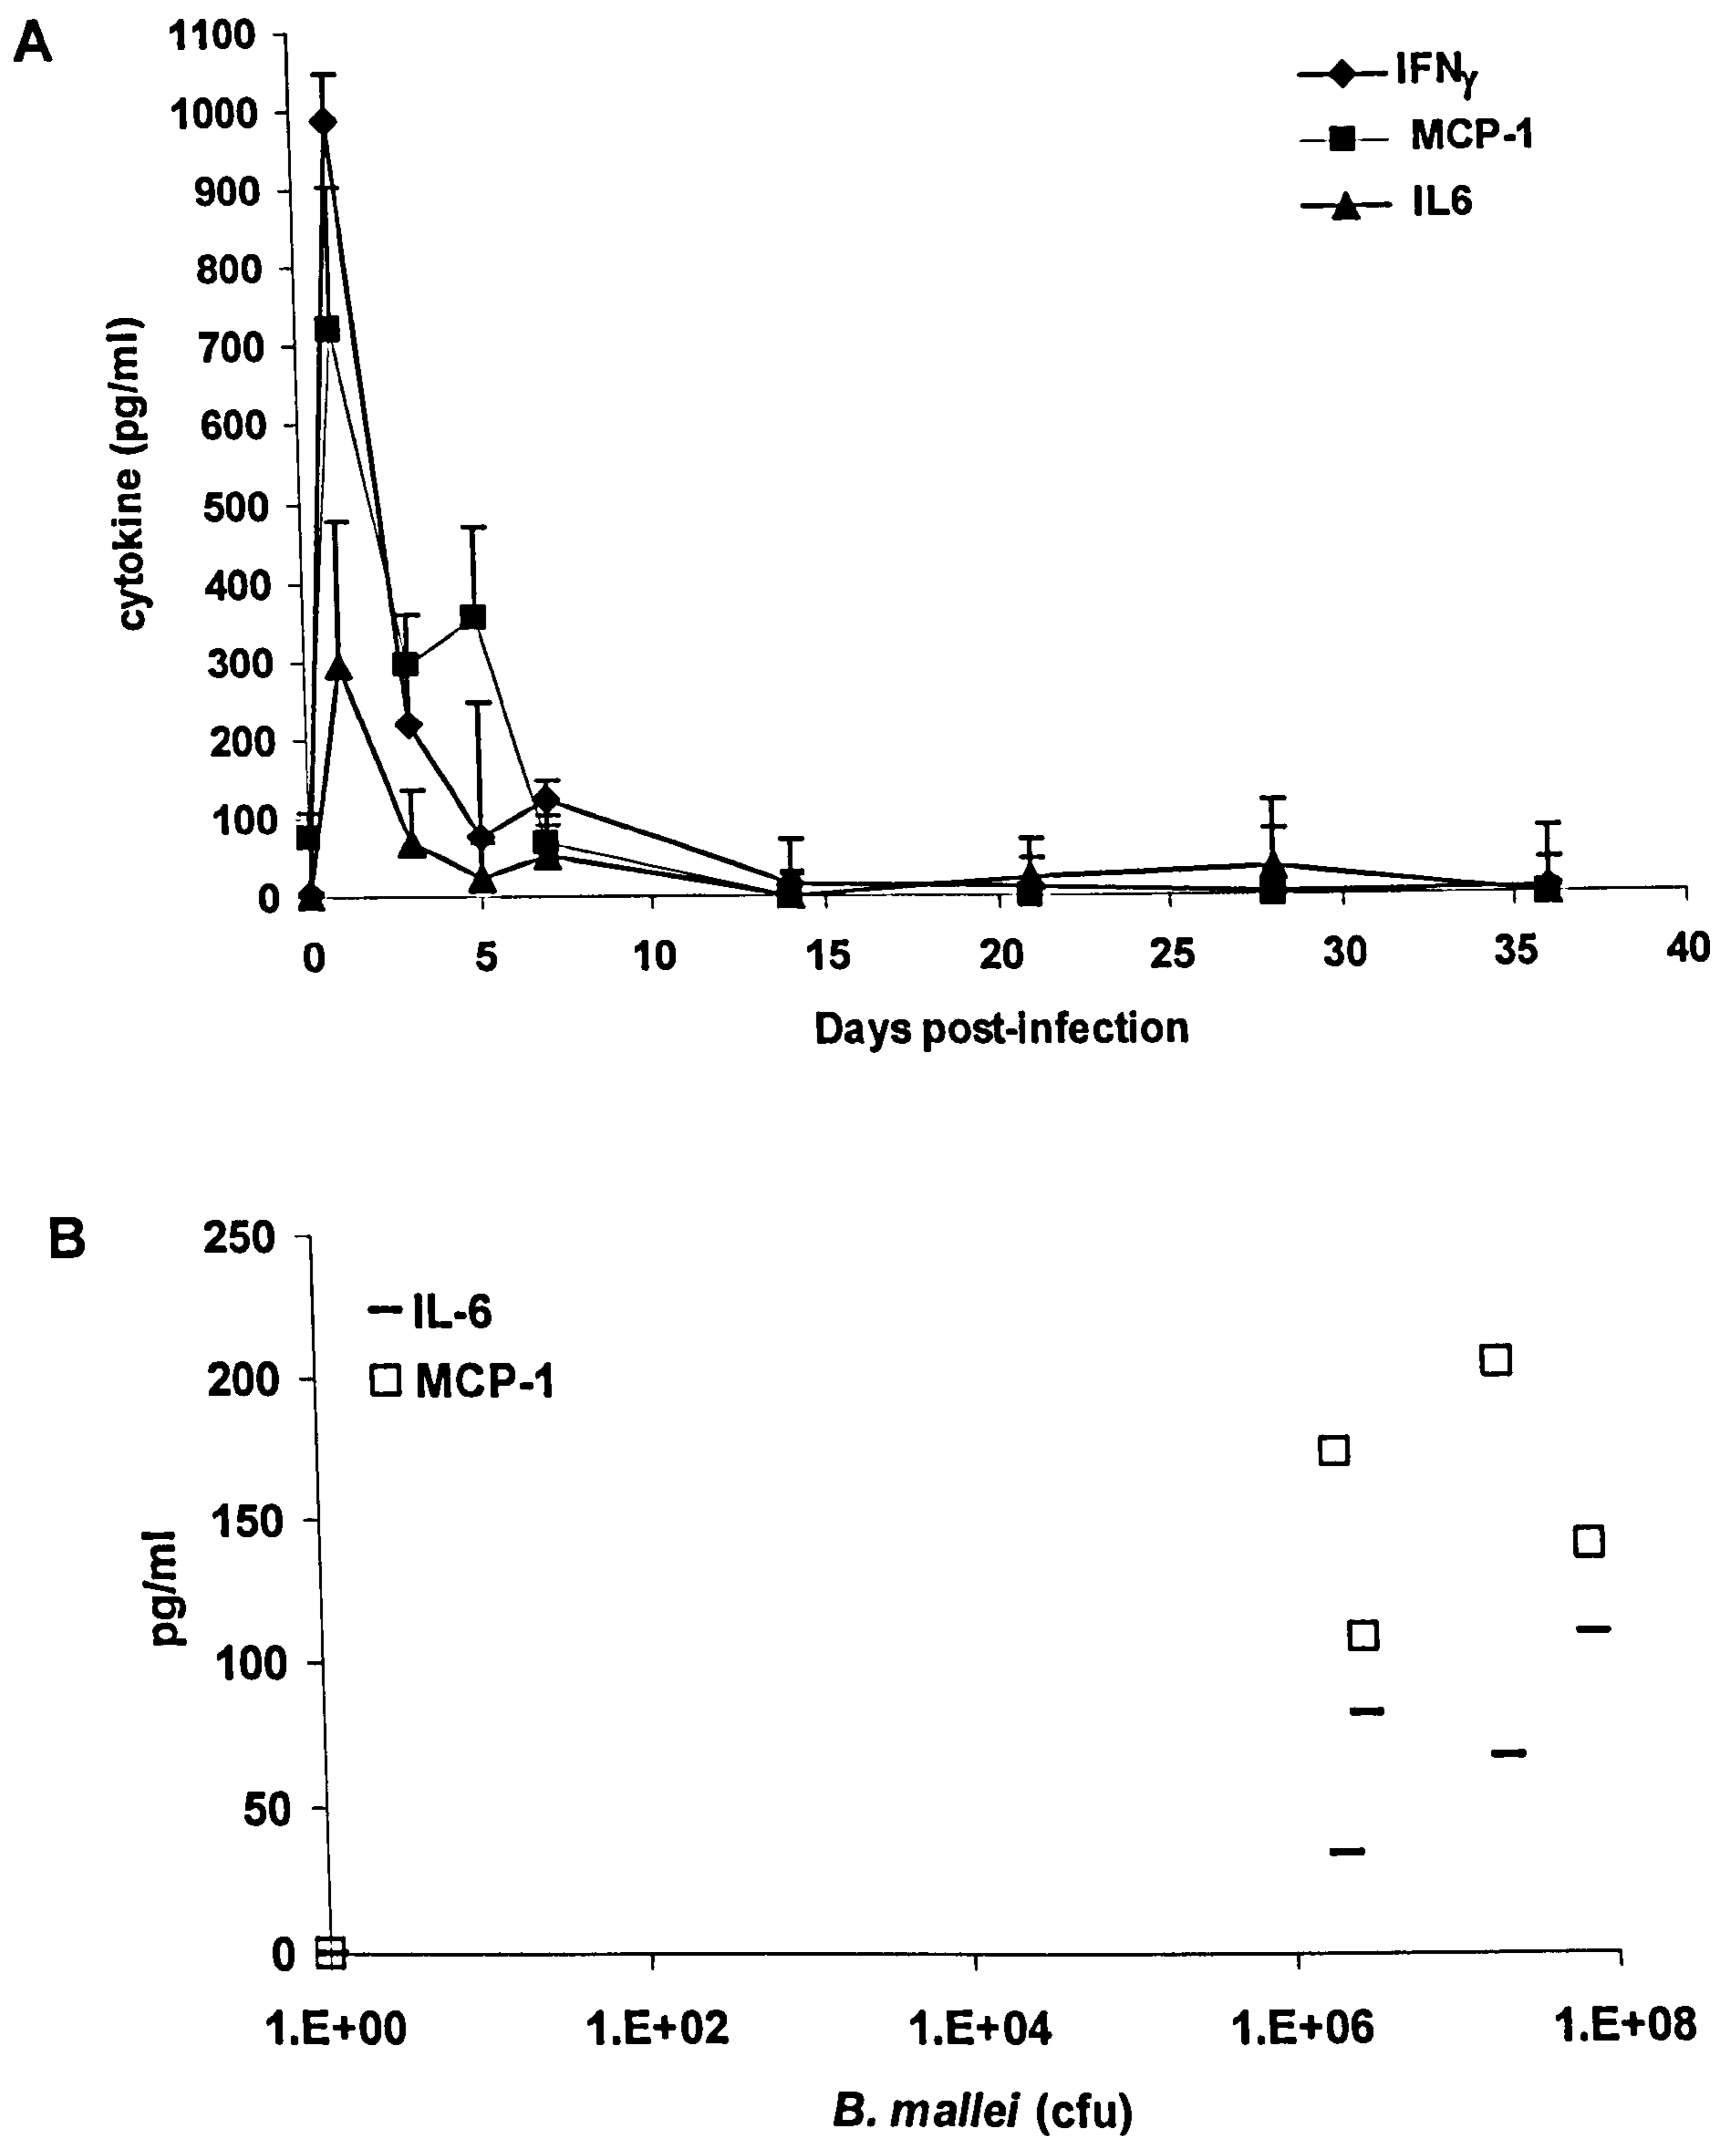 A
1100
1000
900
800
700
600
500
400
300
200
100
0
cytokine (pg/ml)
IFNγ
MCP-1
IL6
0 5 10 15 20 25 30 35 40
Days post-infection
B
250
200
150
100
50
0
pg/ml
IL-6
MCP-1
1.E+00 1.E+02 1.E+04 1.E+06 1.E+08
B. mallei (cfu)